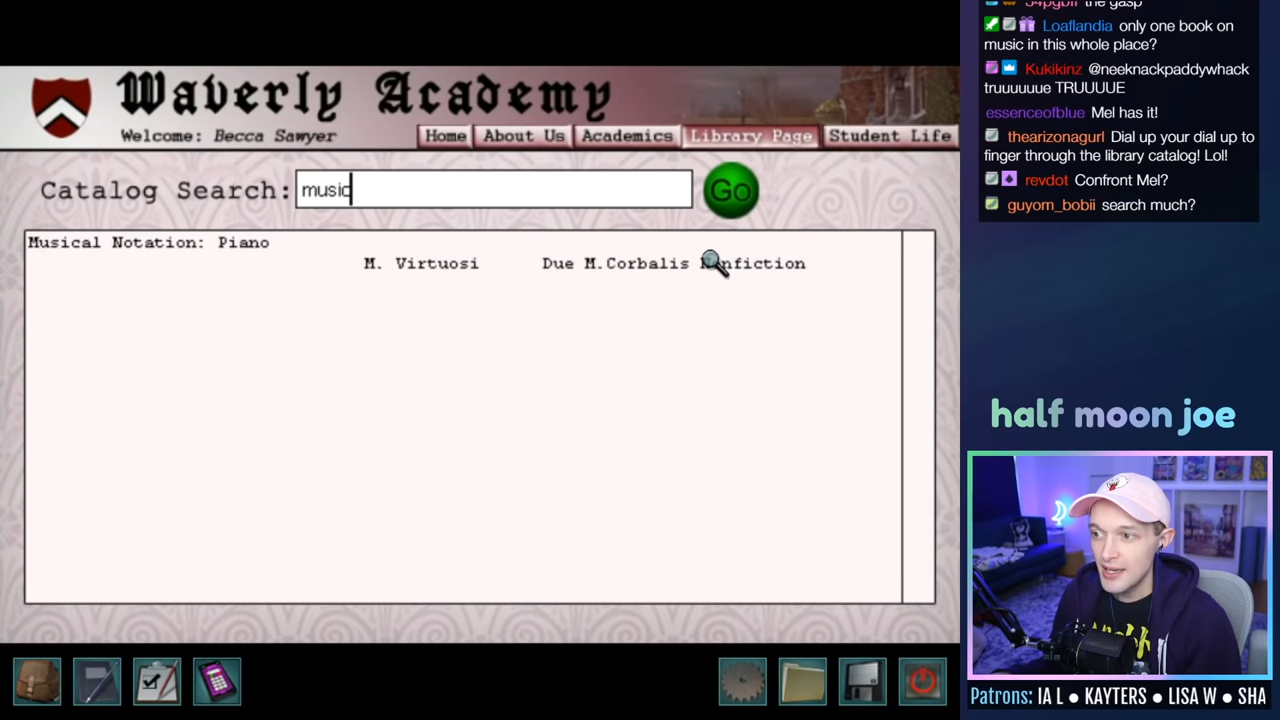 Waverly Academy
Welcome: Becca Sawyer
Home
About Us
Academics
Library Page
Student Life
Catalog Search:
music
Go
Musical Notation: Piano
M. Virtuosi
Due M.Corbalis
the gasp
Loaflandia only one book on
music in this whole place?
Kukikinz @neeknackpaddywhack
truuuuuue TRUUUUE
essenceofblue Mel has it!
thearizonagurl Dial up your dial up to
finger through the library catalog! Lol!
revdot Confront Mel?
guyom_bobii search much?
half moon joe
Patrons: IA L ● KAYTERS ● LISA W ● SHA